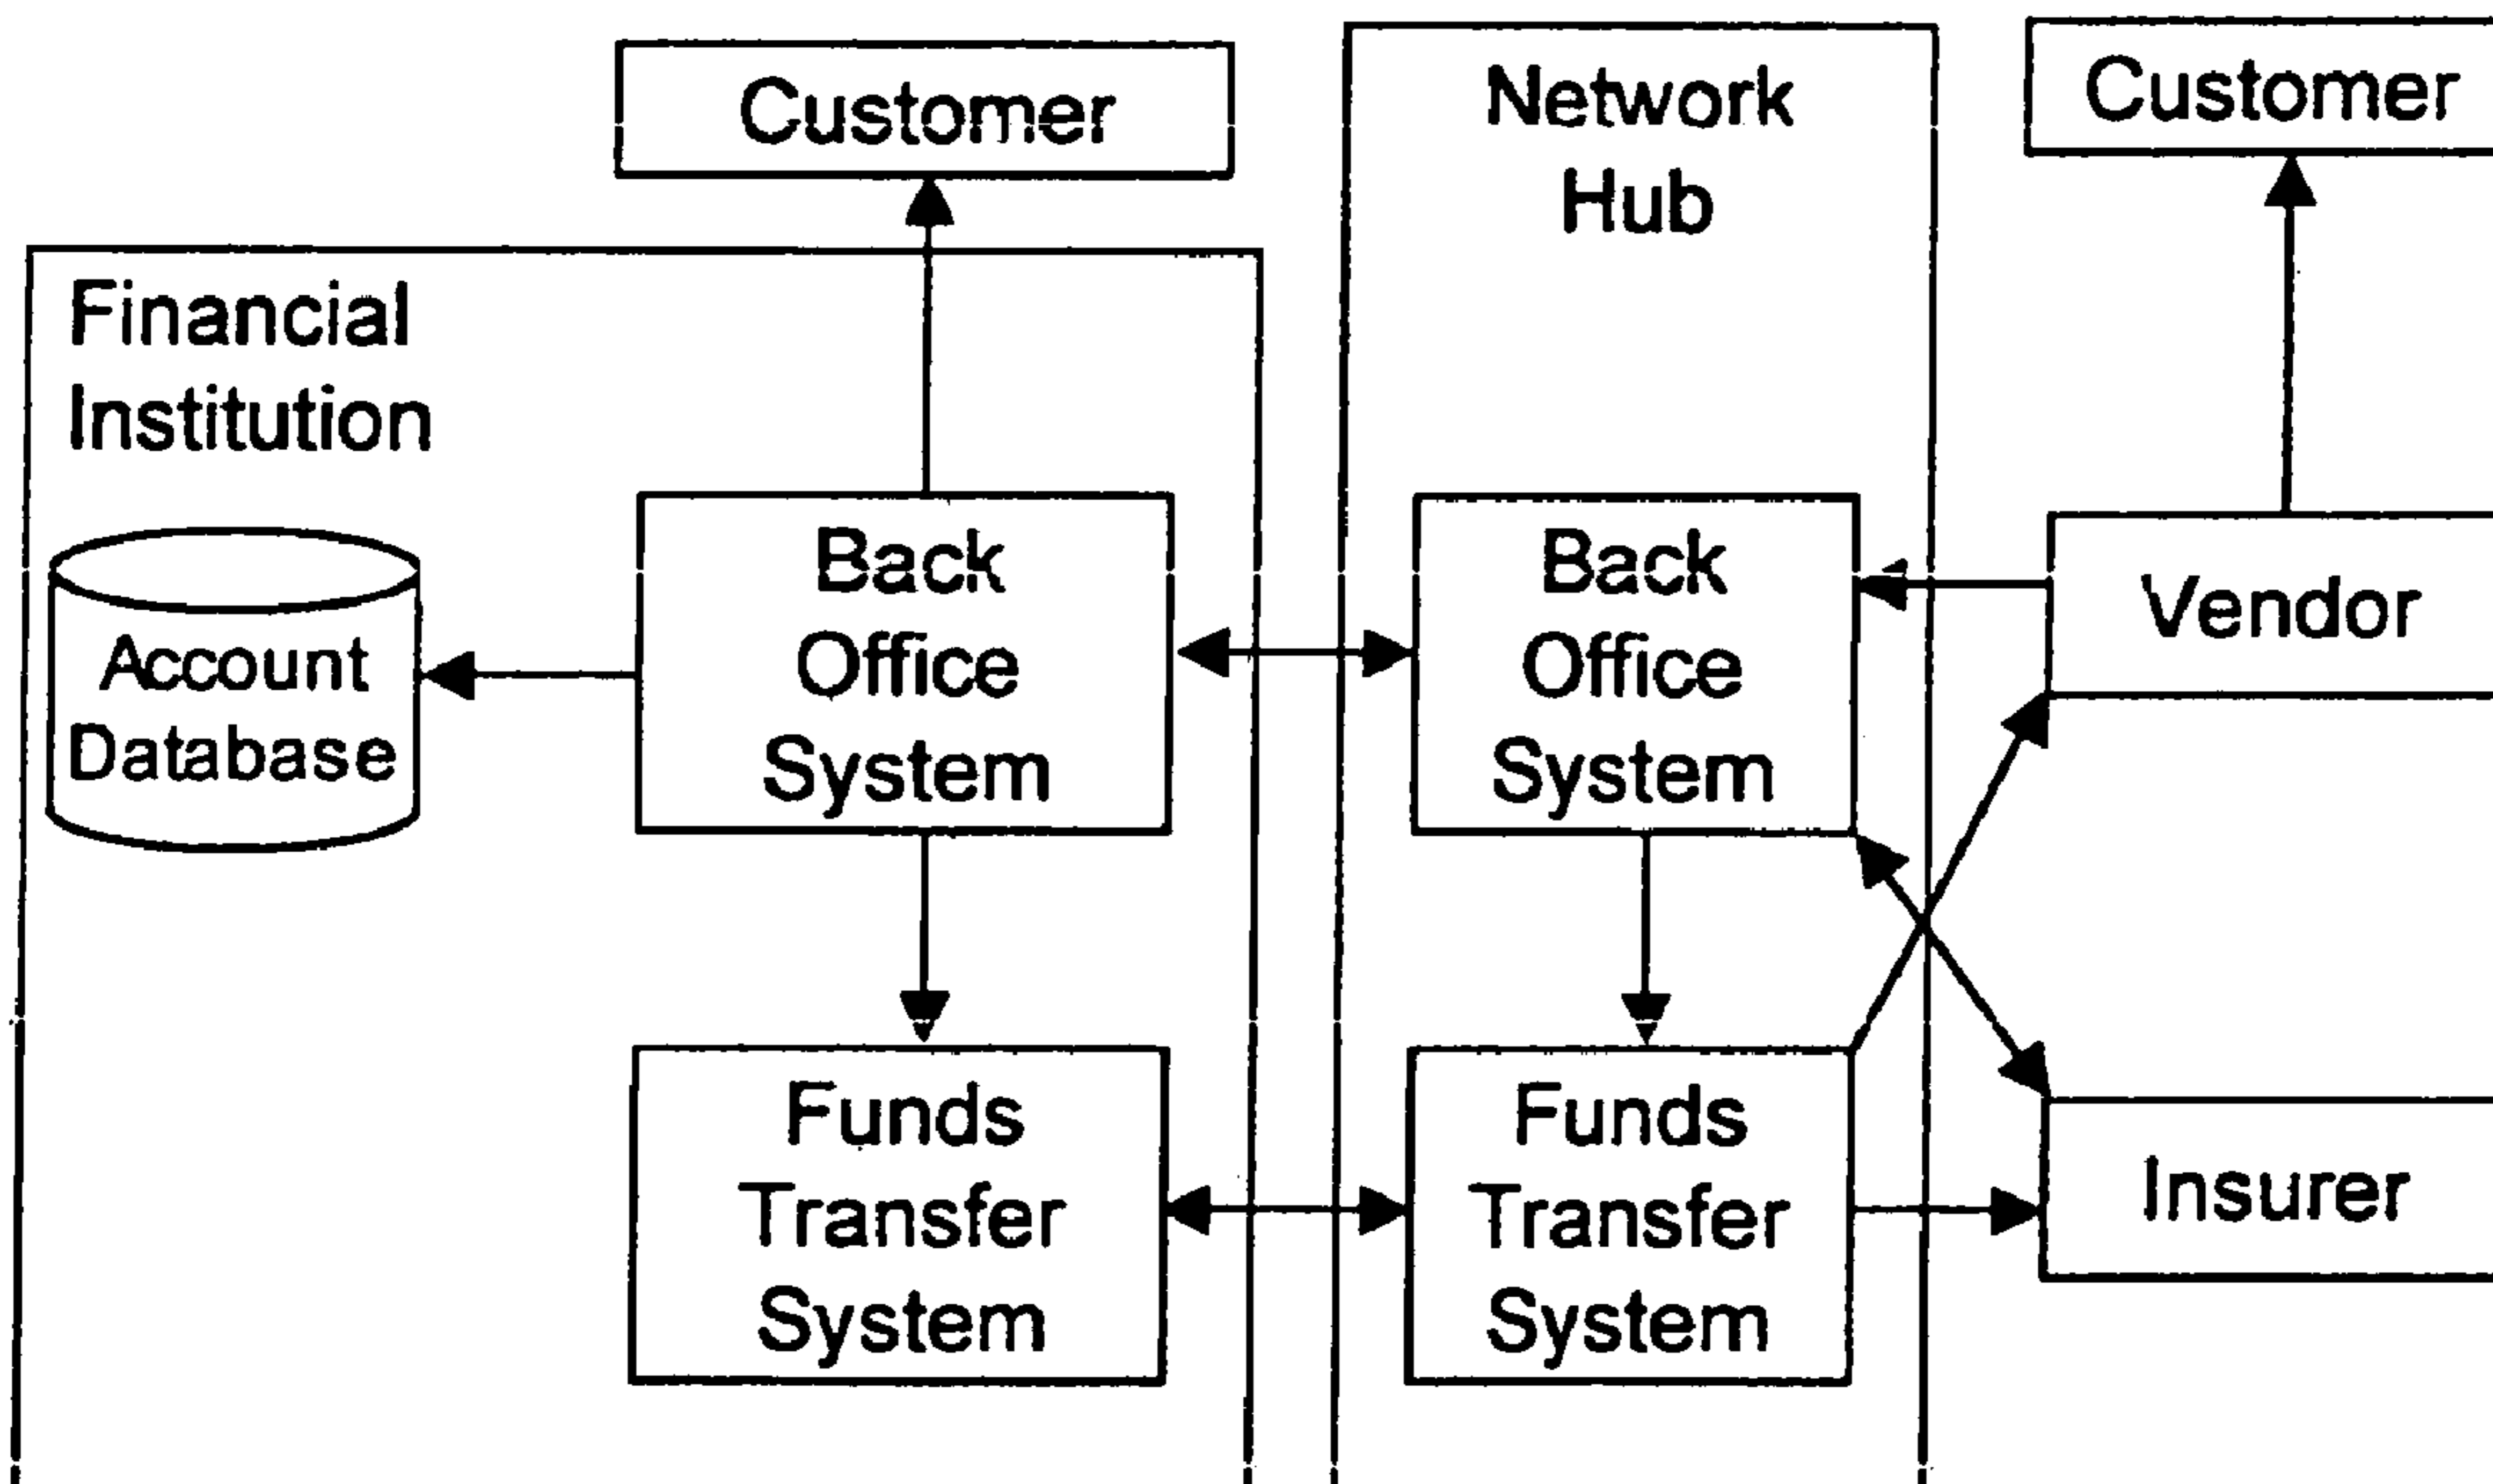 Customer
Network
Hub
Customer
Financial
Institution
Account
Database
Back
Office
System
Back
Office
System
Vendor
Funds
Transfer
System
Funds
Transfer
System
Insurer